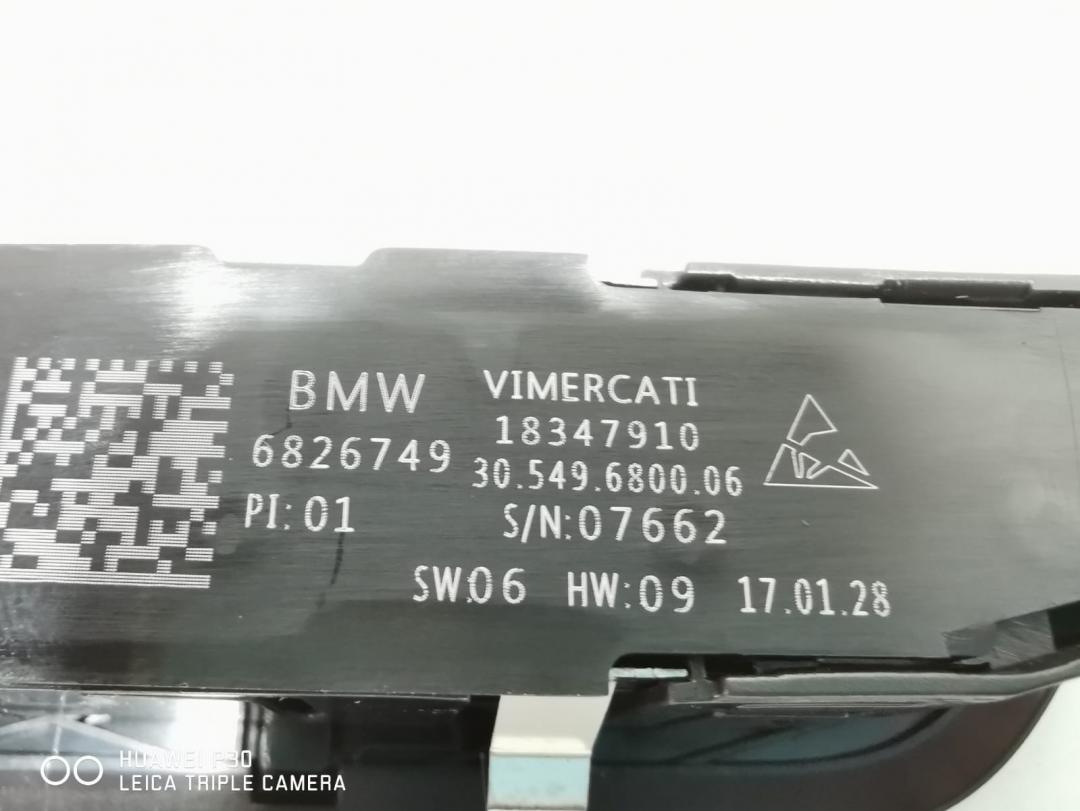 BMW VIMERCATI
18347910
6826749
30.549.6800.06
PI:01 S/N:07662
SW:06 HW:09 17.01.28
HUAWEI P30
LEICA TRIPLE CAMERA